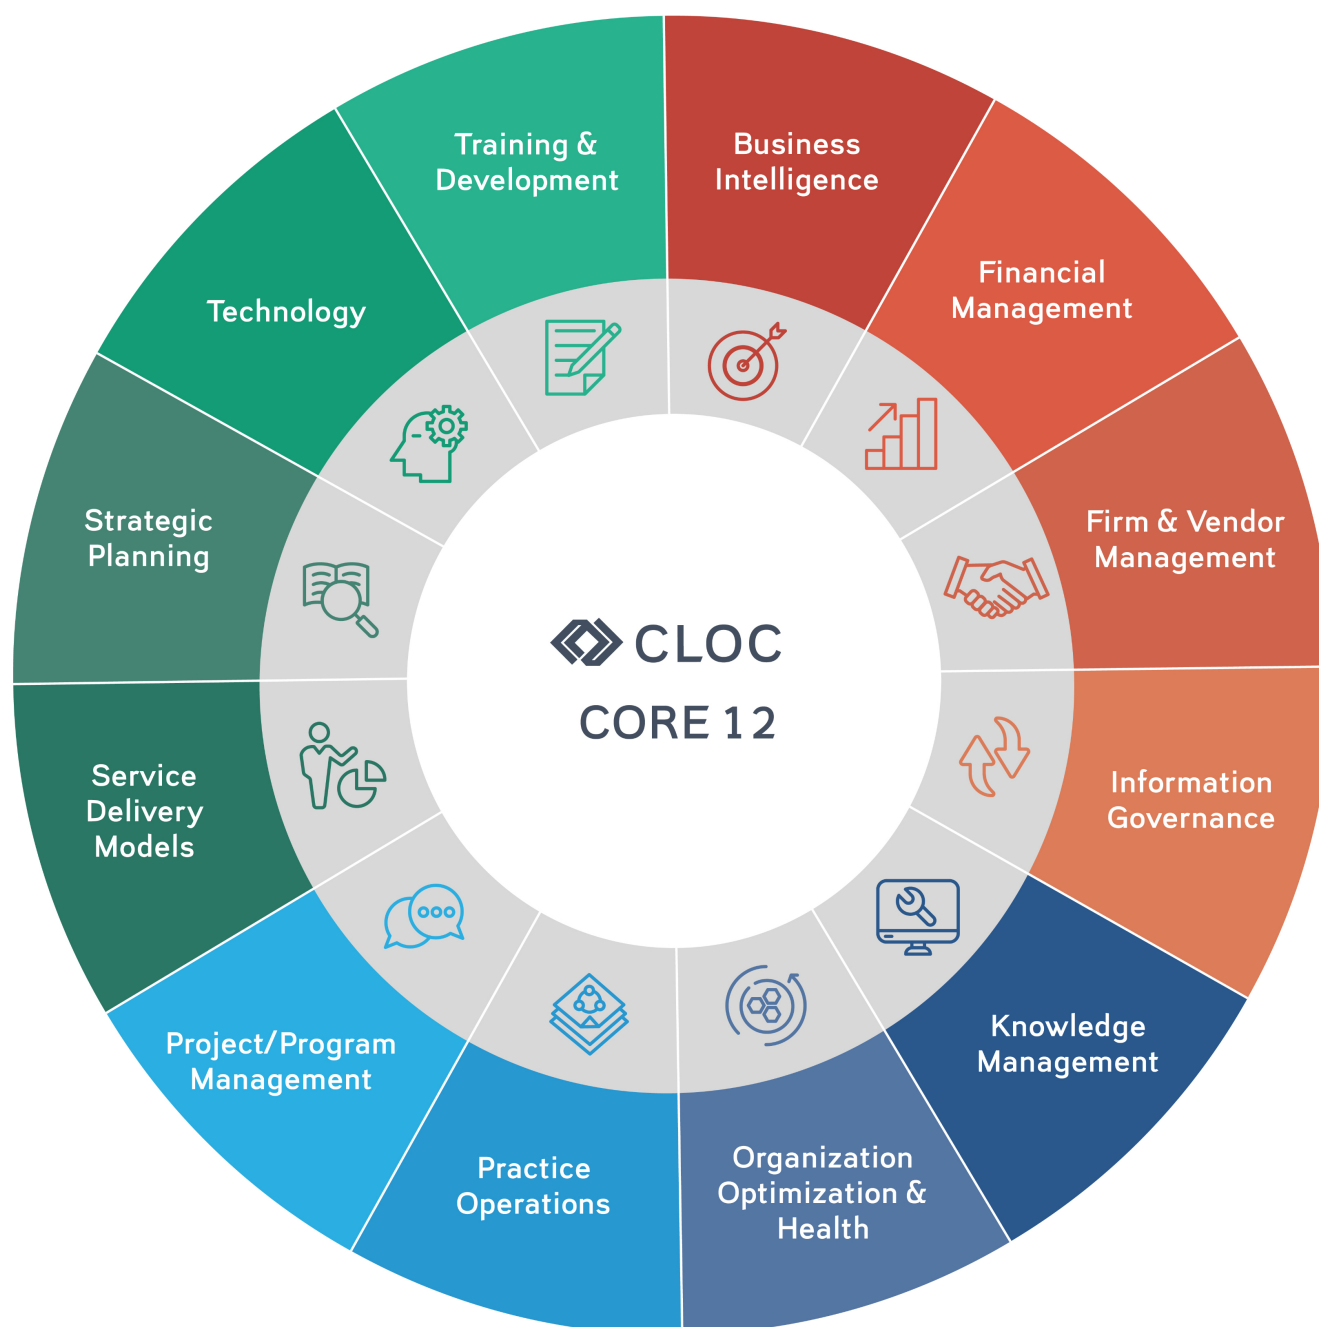 Training &
Development
Business
Intelligence
Financial
Management
Firm & Vendor
Management
Information
Governance
Knowledge
Management
Organization
Optimization &
Health
Practice
Operations
Project/Program
Management
Service
Delivery
Models
Strategic
Planning
Technology
CLOC
CORE 12